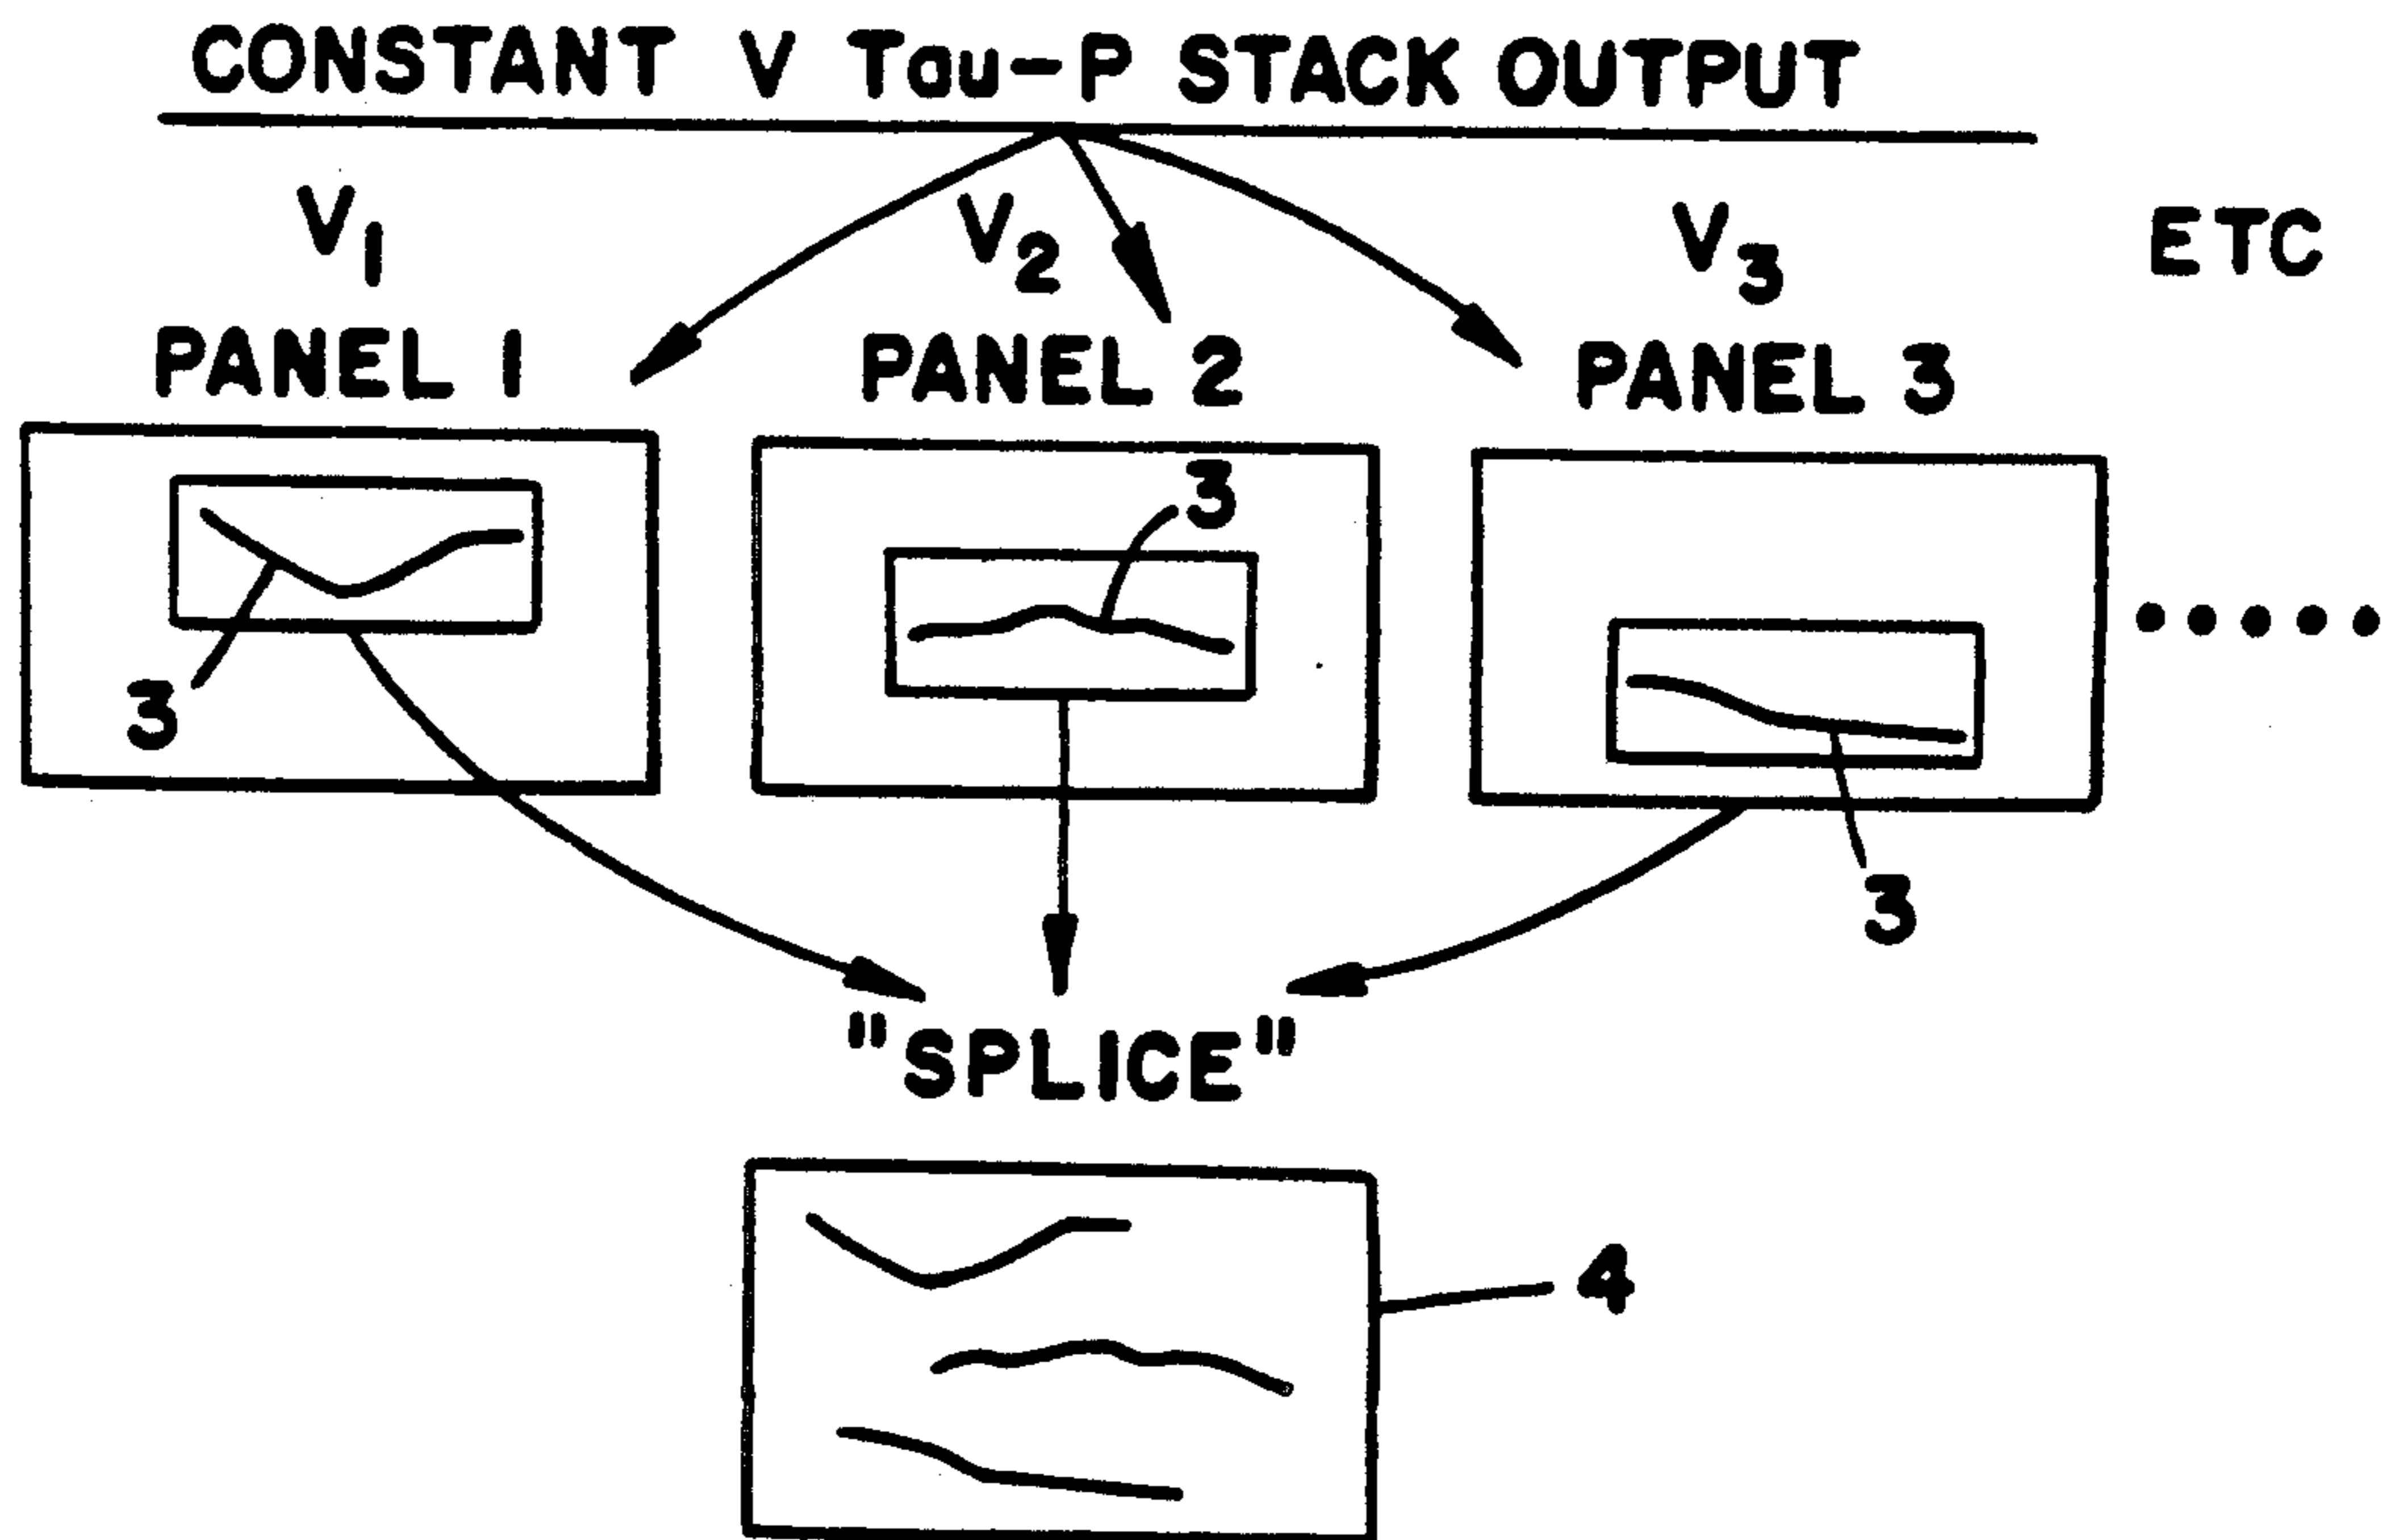 CONSTANT V Tau-P STACK OUTPUT
V1 V2 V3 ETC
PANEL 1 PANEL 2 PANEL 3
3
3
3
"SPLICE"
4